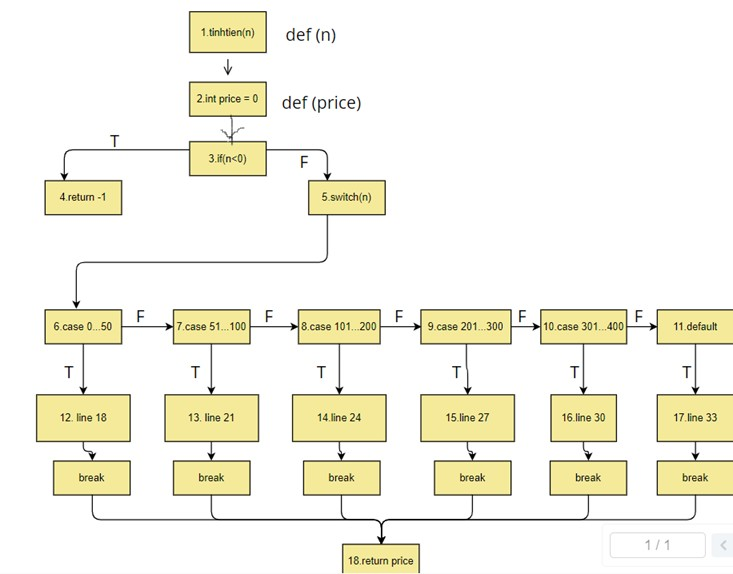 1.tinhtien(n)
def (n)
2.int price = 0
def (price)
T
3.if(n<0)
F
4.return -1
5.switch(n)
6.case 0...50
F
7.case 51...100
F
8.case 101...200
F
9.case 201...300
F
10.case 301...400
F
11.default
T
T
T
T
T
T
12. line 18
13. line 21
14.line 24
15.line 27
16.line 30
17.line 33
break
break
break
break
break
break
1 / 1
18.return price